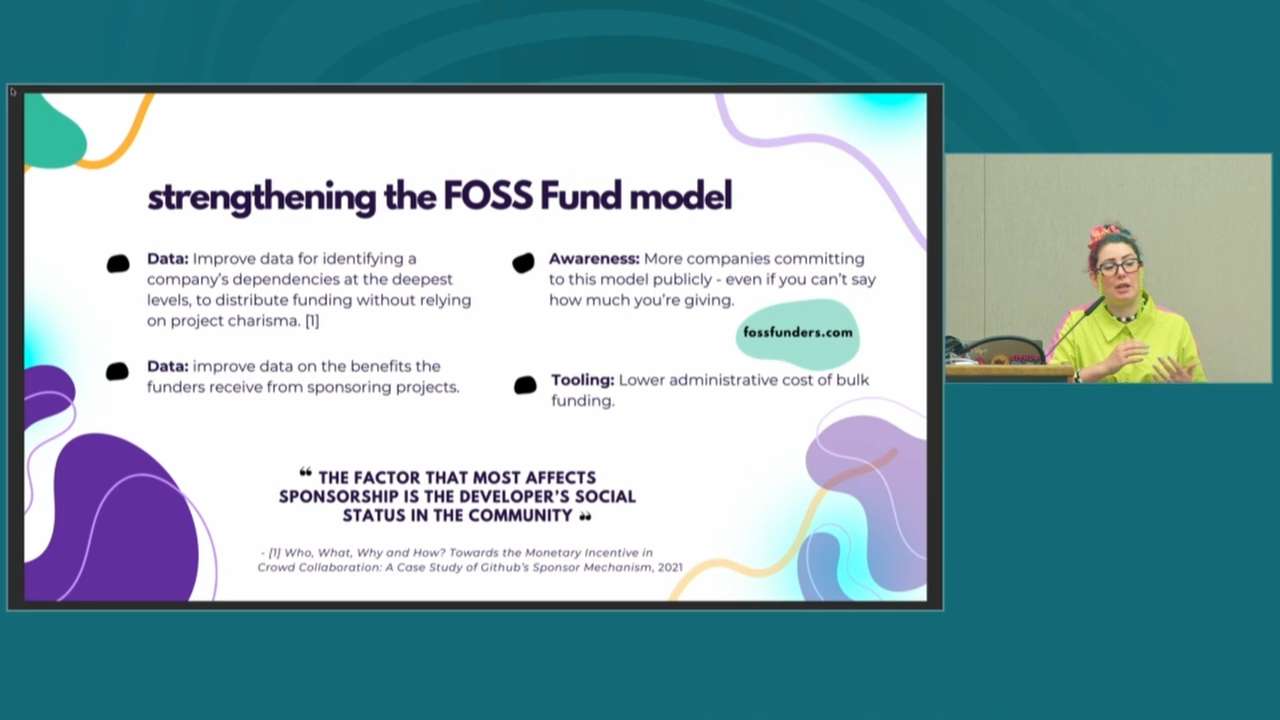 strengthening the FOSS Fund model
Data: Improve data for identifying a
company's dependencies at the deepest
levels, to distribute funding without relying
on project charisma. [1]
Data: improve data on the benefits the
funders receive from sponsoring projects.
Awareness: More companies committing
to this model publicly - even if you can't say
how much you're giving.
fossfunders.com
Tooling: Lower administrative cost of bulk
funding.
❝ THE FACTOR THAT MOST AFFECTS
SPONSORSHIP IS THE DEVELOPER'S SOCIAL
STATUS IN THE COMMUNITY ❞
- [1] Who, What, Why and How? Towards the Monetary Incentive in
Crowd Collaboration: A Case Study of Github's Sponsor Mechanism, 2021